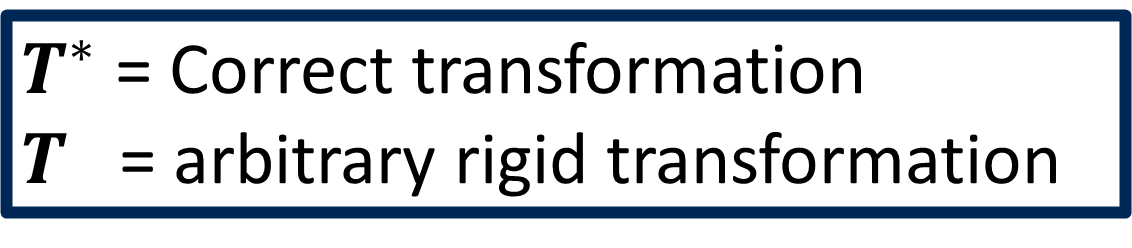 T* = Correct transformation
T = arbitrary rigid transformation